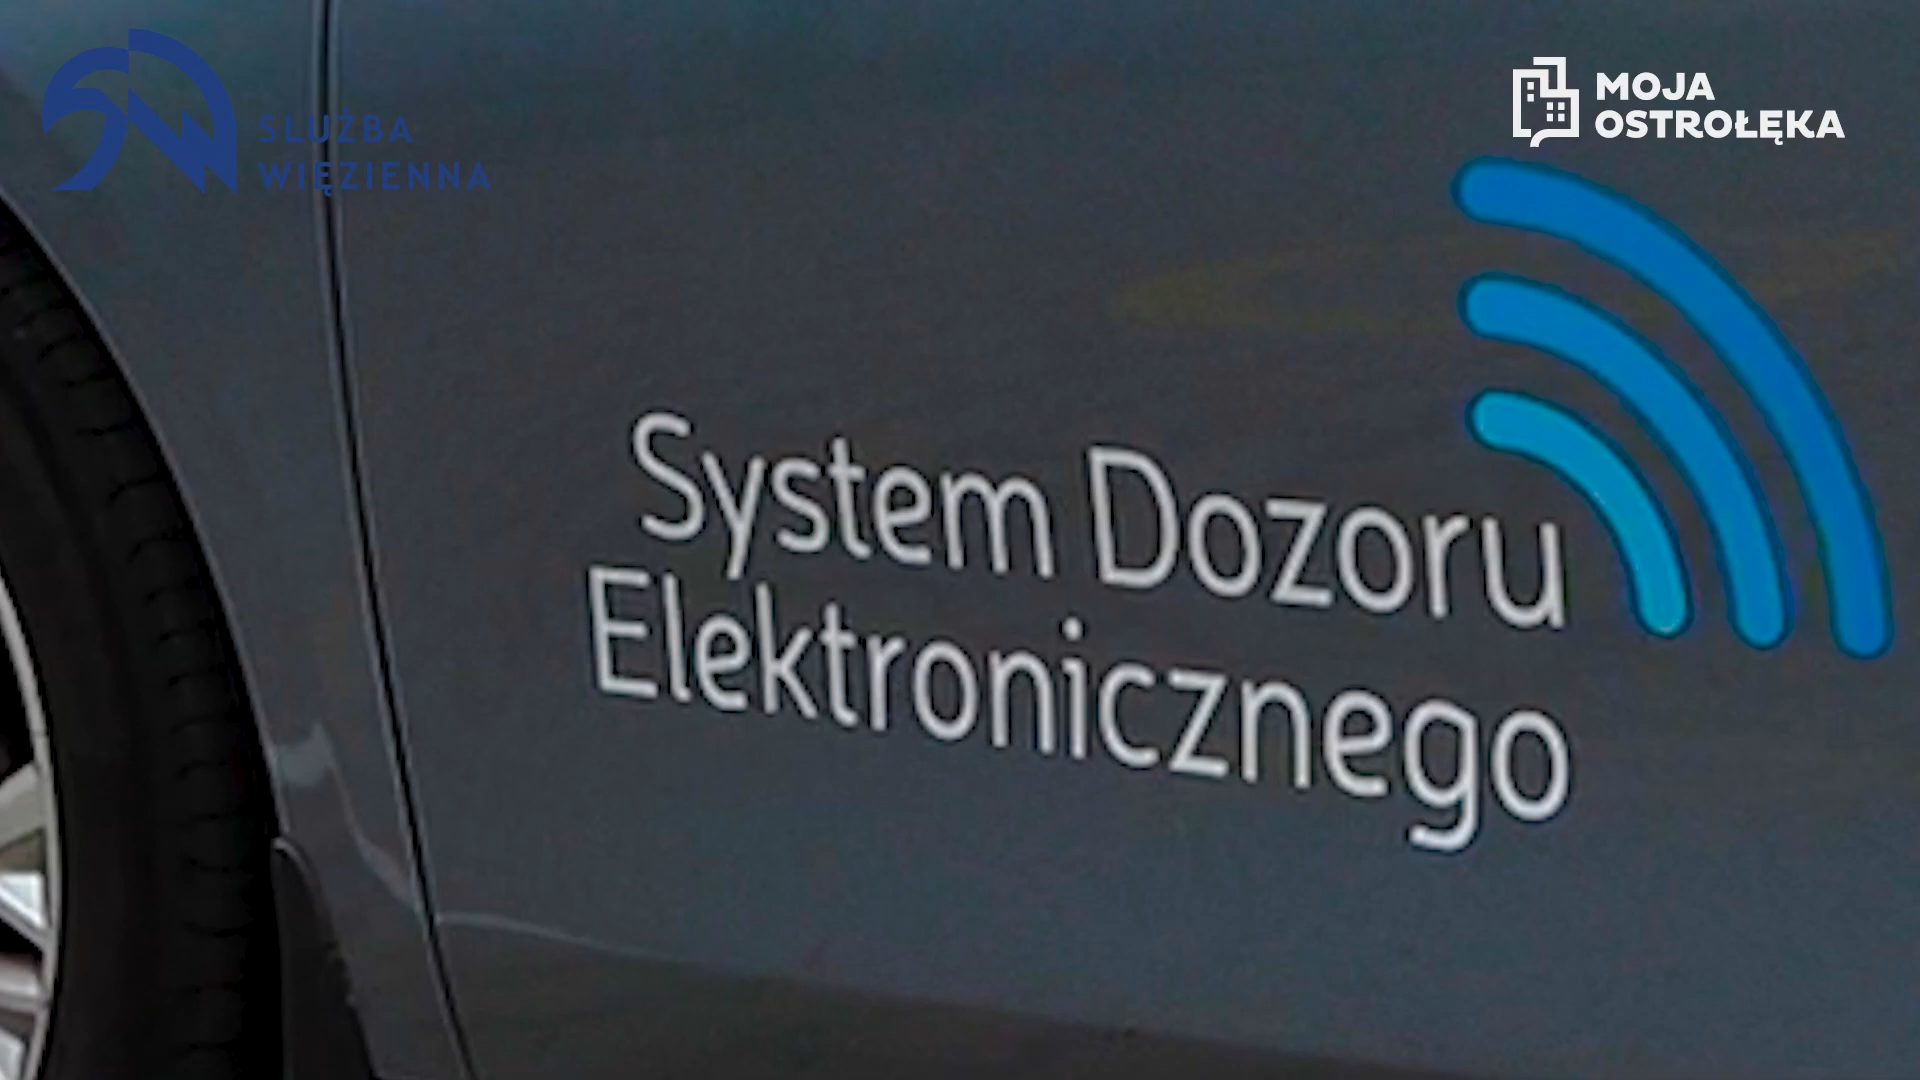 SŁUŻBA
WIĘZIENNA
MOJA
OSTROŁĘKA
System Dozoru
Elektronicznego